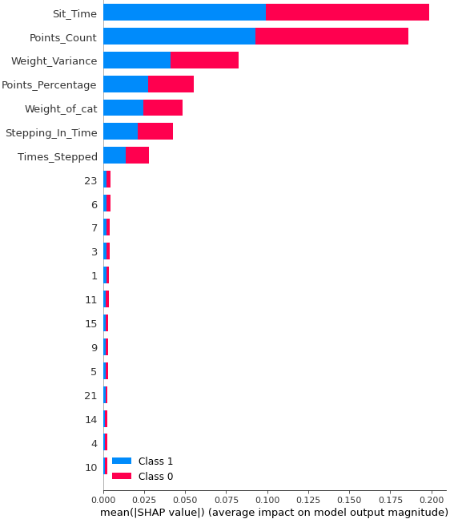 Sit_Time
Points_Count
Weight_Variance
Points_Percentage
Weight_of_cat
Stepping_In_Time
Times_Stepped
23
6
7
3
1
11
15
9
5
21
14
4
10
Class 1
Class 0
0.000 0.025 0.050 0.075 0.100 0.125 0.150 0.175 0.200
mean(|SHAP value|) (average impact on model output magnitude)